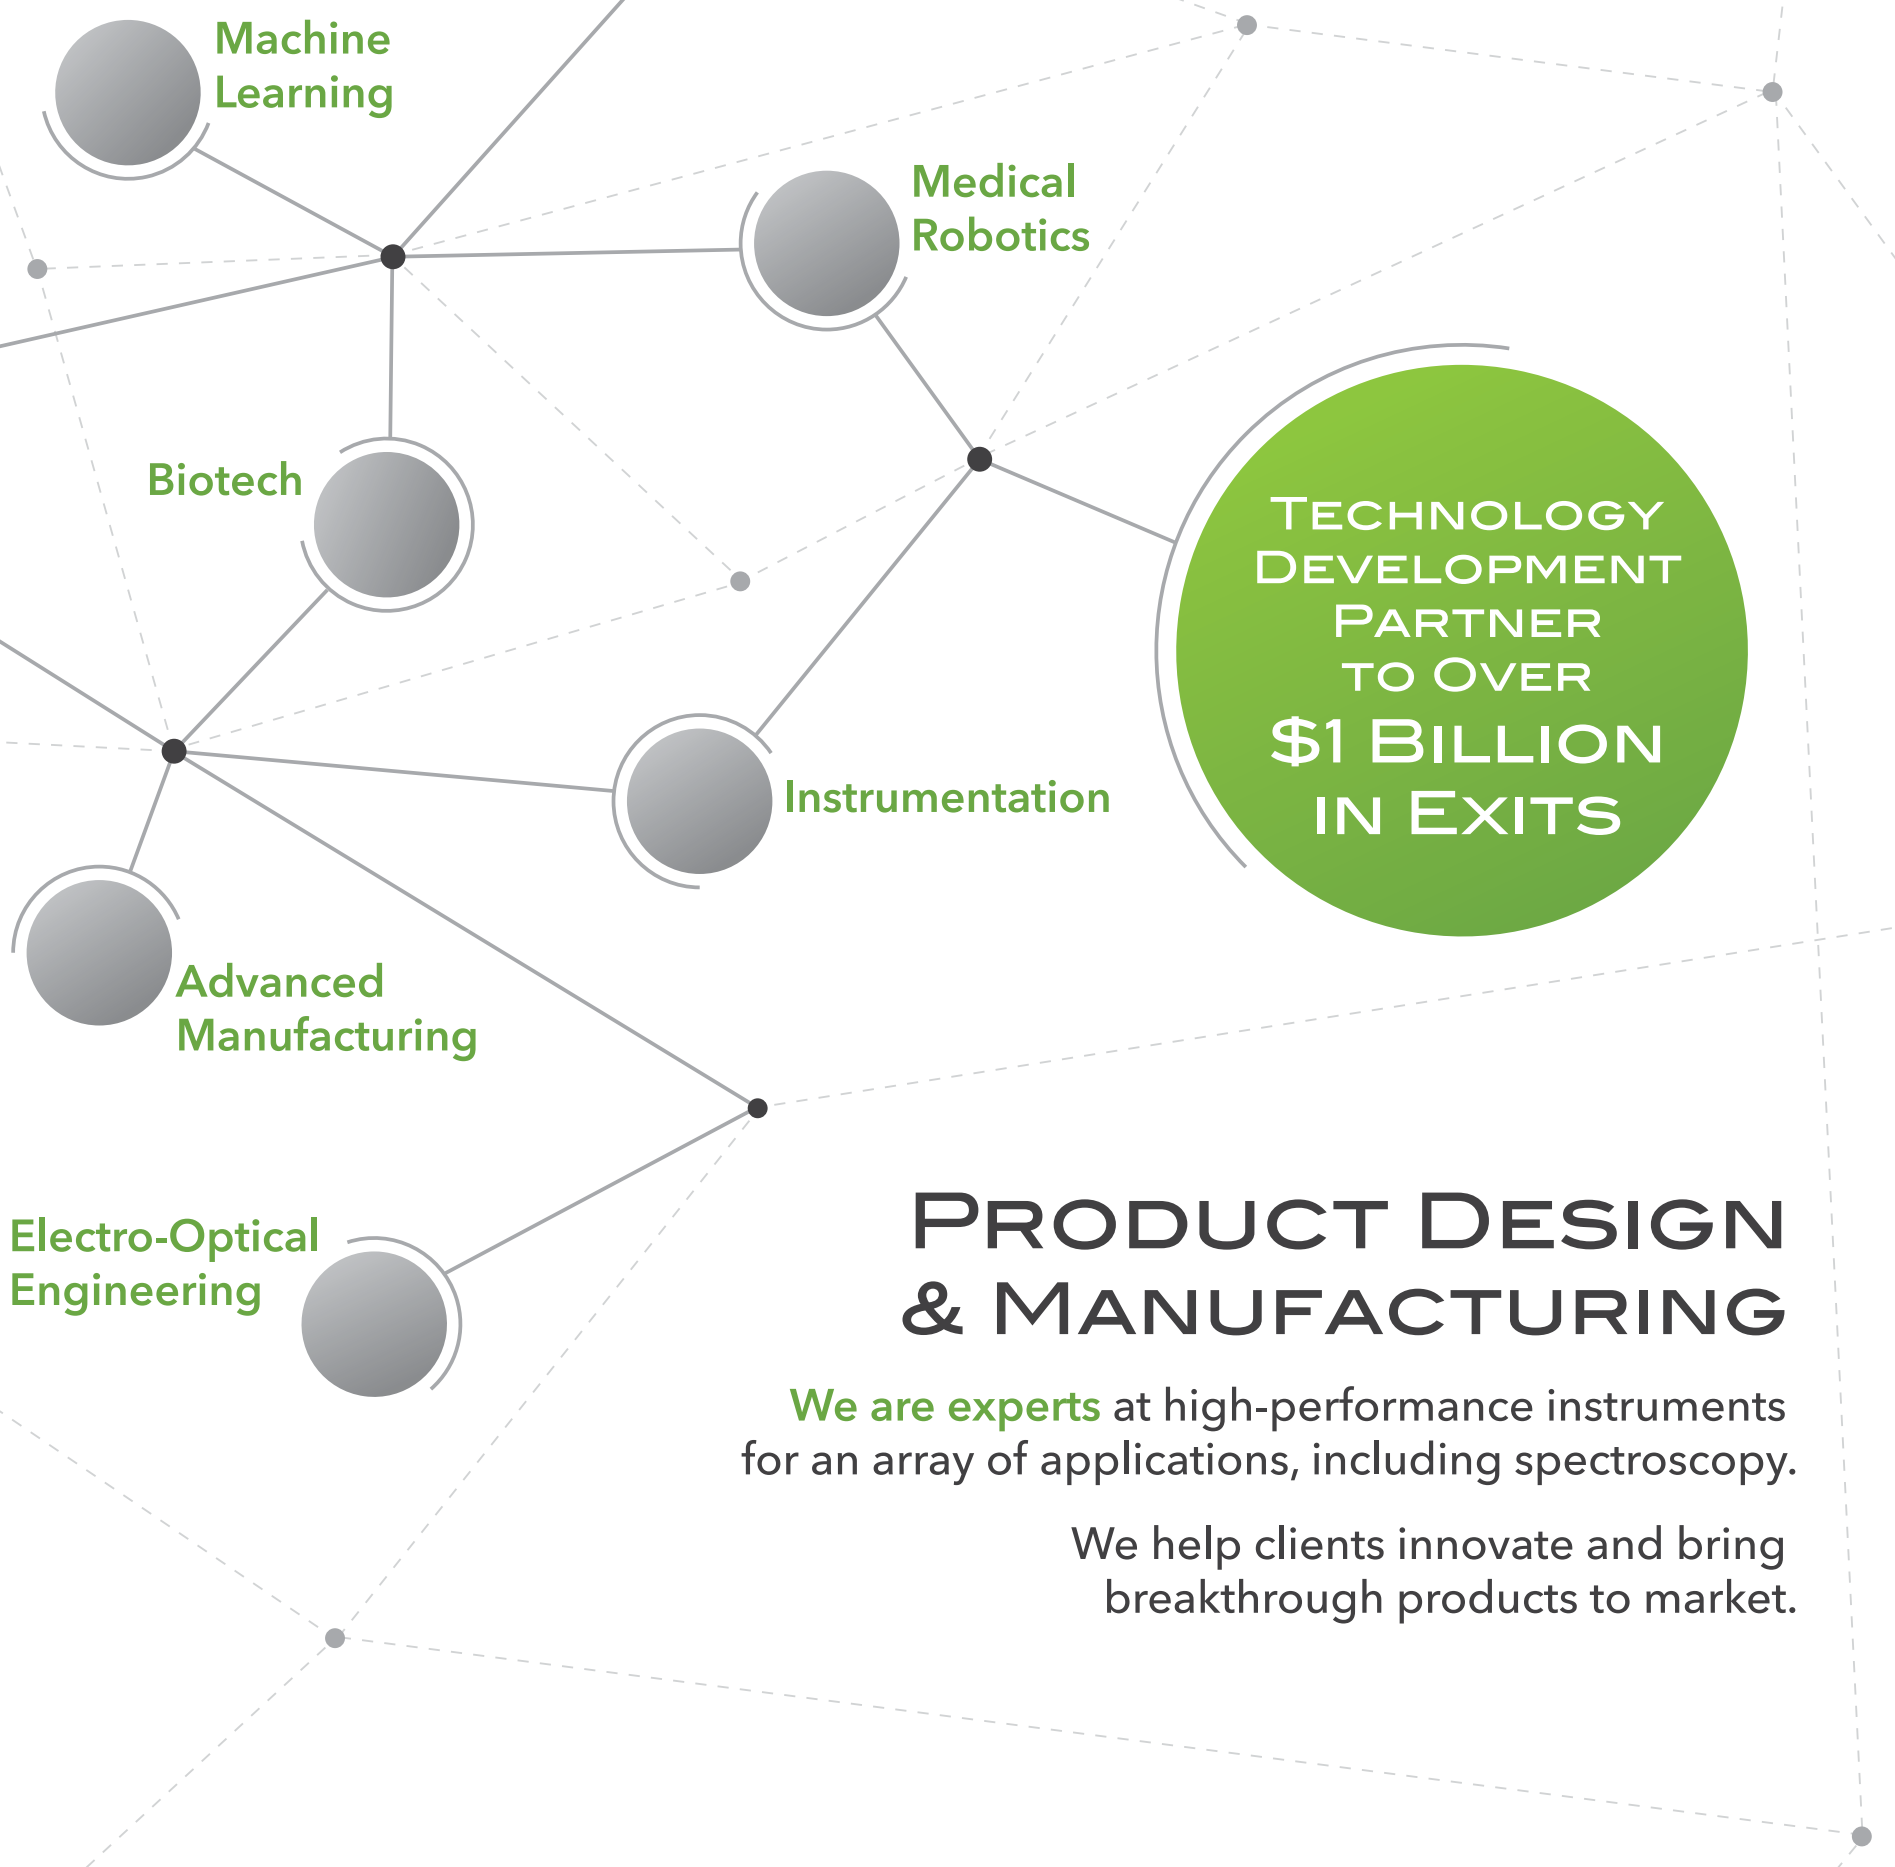 Machine
Learning
Medical
Robotics
Biotech
Technology
Development
Partner
to Over
$1 Billion
in Exits
Instrumentation
Advanced
Manufacturing
Electro-Optical
Engineering
Product Design
& Manufacturing
We are experts at high-performance instruments
for an array of applications, including spectroscopy.
We help clients innovate and bring
breakthrough products to market.